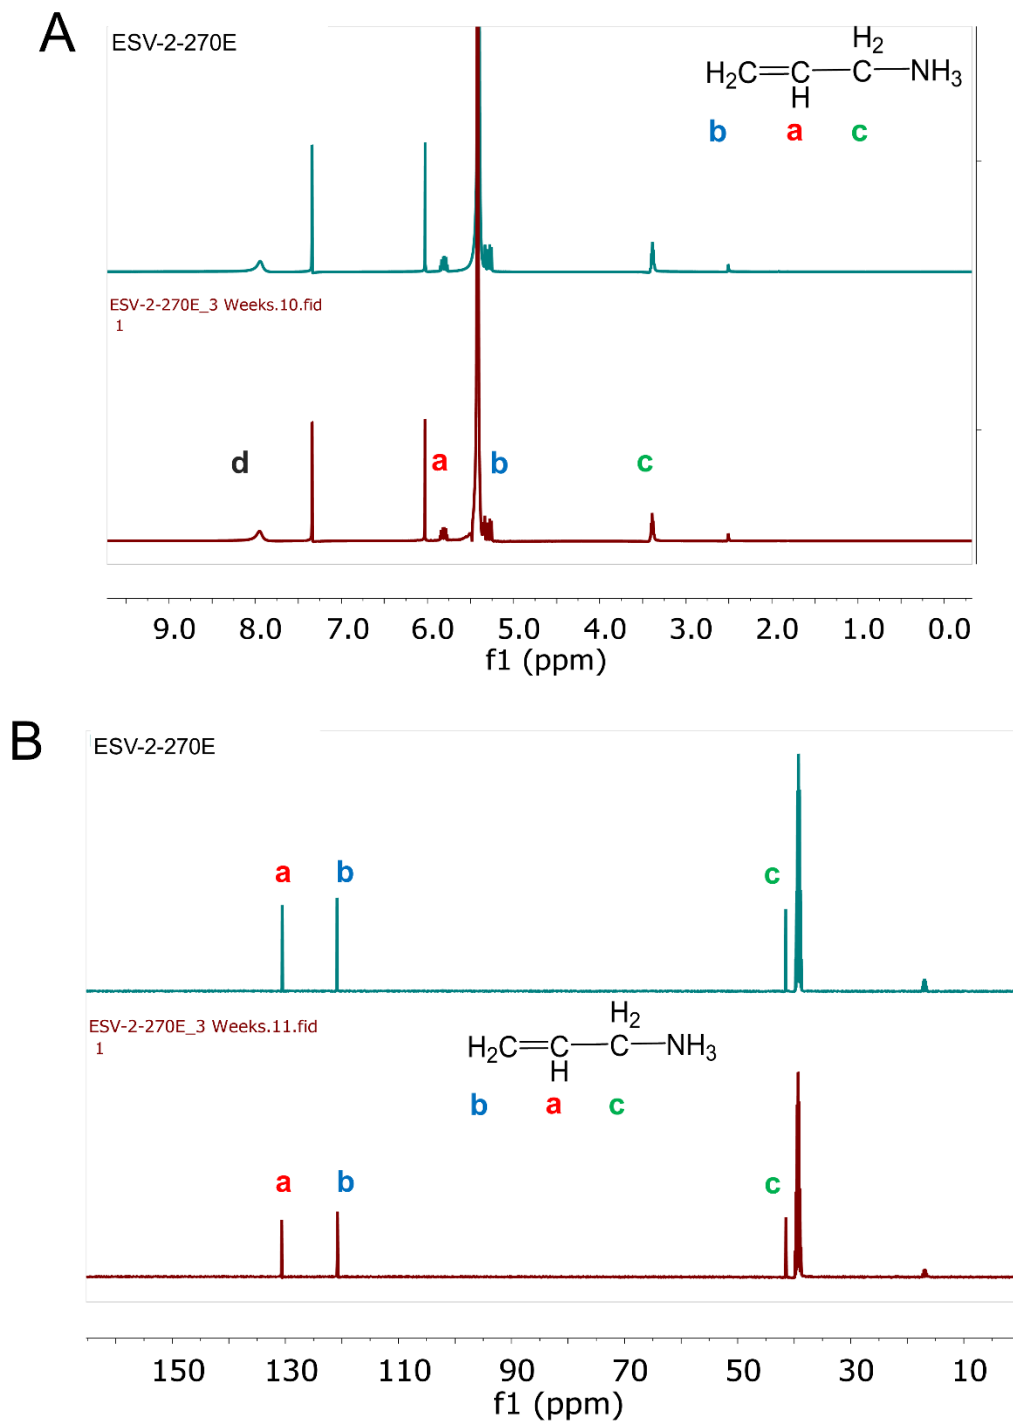 A
ESV-2-270E
H2
H2C=C—C—NH3
H
b a c
ESV-2-270E_3 Weeks.10.fid
1
d a b c
9.0 8.0 7.0 6.0 5.0 4.0 3.0 2.0 1.0 0.0
f1 (ppm)
B
ESV-2-270E
a b c
ESV-2-270E_3 Weeks.11.fid
1
H2
H2C=C—C—NH3
H
b a c
a b c
150 130 110 90 70 50 30 10
f1 (ppm)